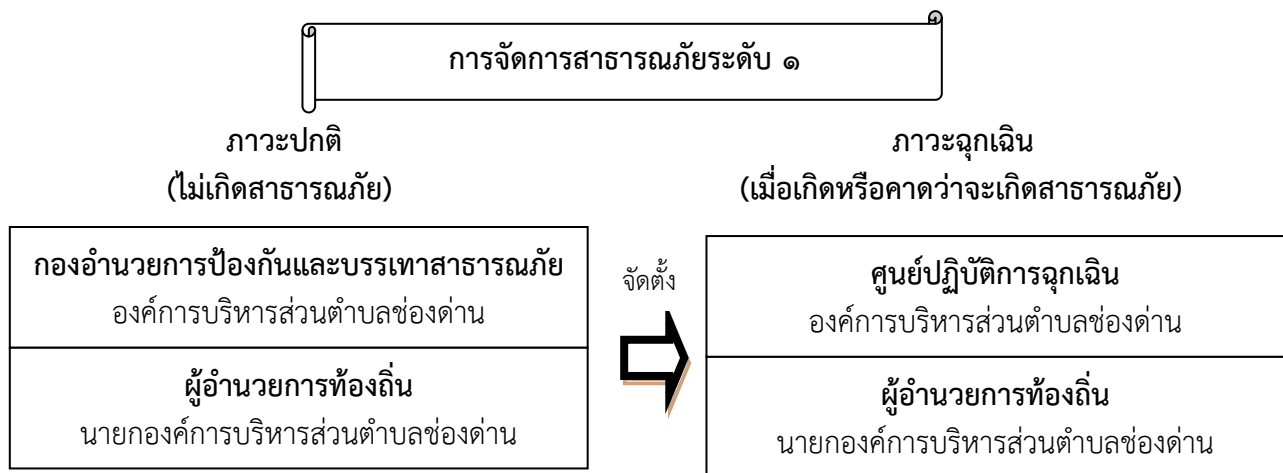 การจัดการสาธารณภัยระดับ ๑
ภาวะปกติ
(ไม่เกิดสาธารณภัย)
กองอำนวยการป้องกันและบรรเทาสาธารณภัย
องค์การบริหารส่วนตำบลช่องด่าน
ผู้อำนวยการท้องถิ่น
นายกองค์การบริหารส่วนตำบลช่องด่าน
จัดตั้ง
ภาวะฉุกเฉิน
(เมื่อเกิดหรือคาดว่าจะเกิดสาธารณภัย)
ศูนย์ปฏิบัติการฉุกเฉิน
องค์การบริหารส่วนตำบลช่องด่าน
ผู้อำนวยการท้องถิ่น
นายกองค์การบริหารส่วนตำบลช่องด่าน